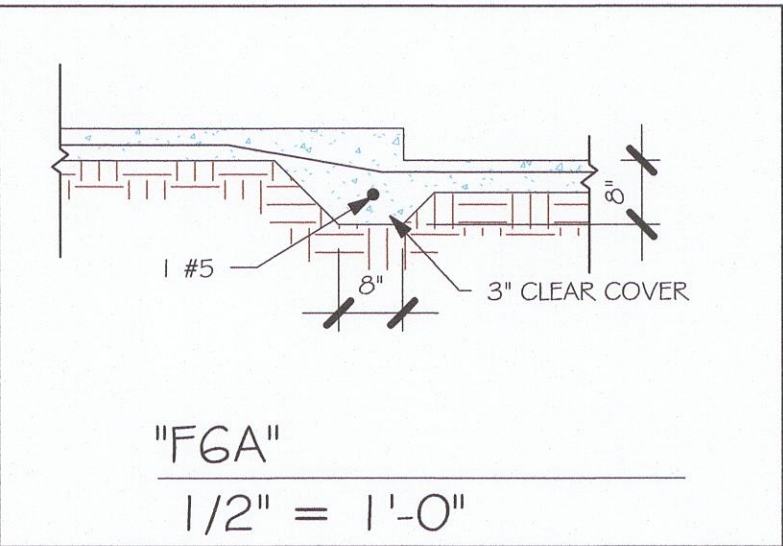 8"
1 #5
8"
3" CLEAR COVER
"F6A"
1/2" = 1'-0"